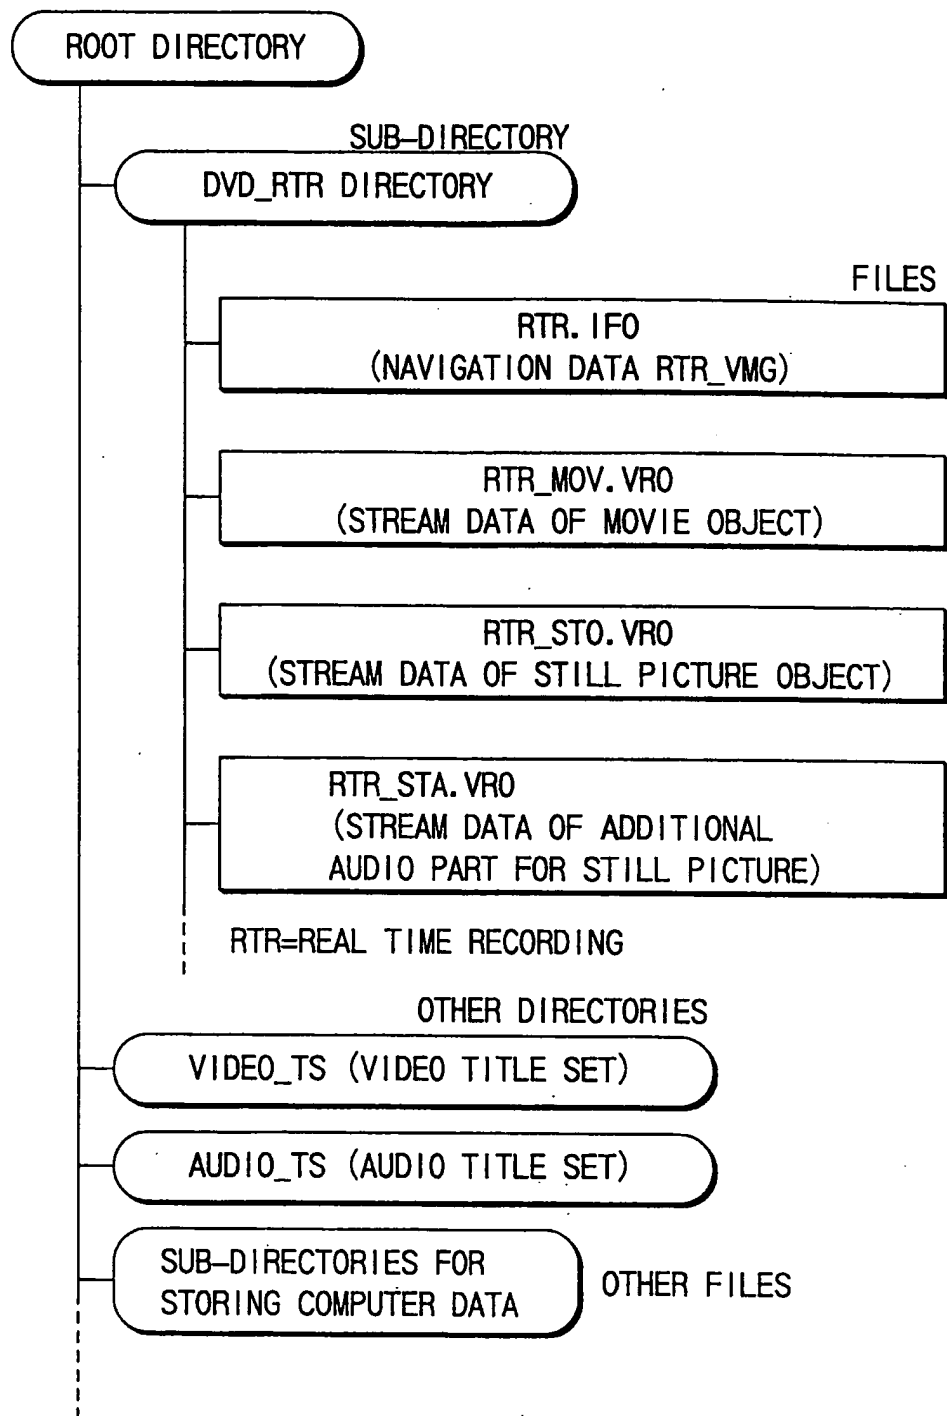 ROOT DIRECTORY
SUB-DIRECTORY
DVD_RTR DIRECTORY
FILES
RTR.IFO
(NAVIGATION DATA RTR_VMG)
RTR_MOV.VRO
(STREAM DATA OF MOVIE OBJECT)
RTR_STO.VRO
(STREAM DATA OF STILL PICTURE OBJECT)
RTR_STA.VRO
(STREAM DATA OF ADDITIONAL
AUDIO PART FOR STILL PICTURE)
RTR=REAL TIME RECORDING
OTHER DIRECTORIES
VIDEO_TS (VIDEO TITLE SET)
AUDIO_TS (AUDIO TITLE SET)
SUB-DIRECTORIES FOR
STORING COMPUTER DATA
OTHER FILES